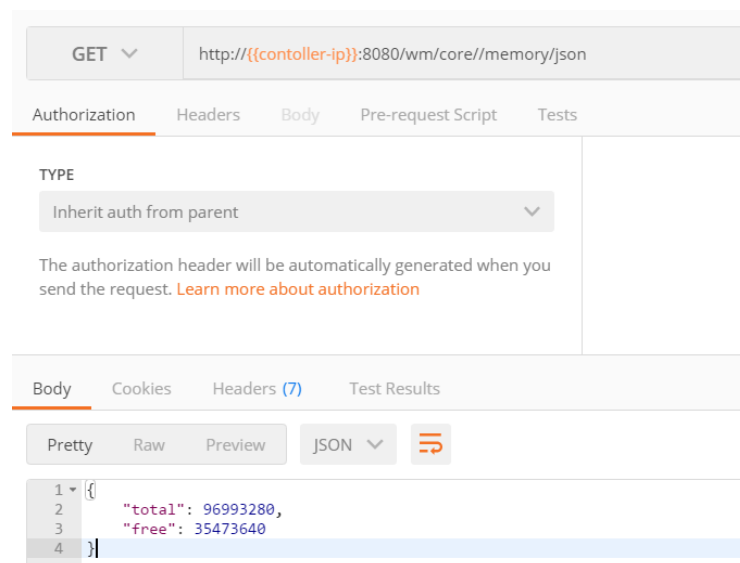 GET http://{{contoller-ip}}:8080/wm/core//memory/json
Authorization Headers Body Pre-request Script Tests
TYPE
Inherit auth from parent
The authorization header will be automatically generated when you
send the request. Learn more about authorization
Body Cookies Headers (7) Test Results
Pretty Raw Preview JSON
1 {
2 "total": 96993280,
3 "free": 35473640
4 }